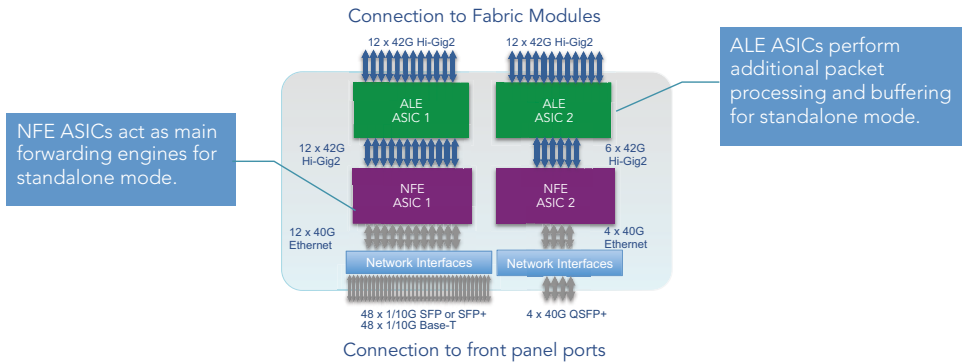 Connection to Fabric Modules
12 x 42G Hi-Gig2
12 x 42G Hi-Gig2
ALE ASICs perform
additional packet
processing and buffering
for standalone mode.
ALE
ASIC 1
ALE
ASIC 2
NFE ASICs act as main
forwarding engines for
standalone mode.
12 x 42G
Hi-Gig2
6 x 42G
Hi-Gig2
NFE
ASIC 1
NFE
ASIC 2
12 x 40G
Ethernet
4 x 40G
Ethernet
Network Interfaces
Network Interfaces
48 x 1/10G SFP or SFP+
48 x 1/10G Base-T
4 x 40G QSFP+
Connection to front panel ports